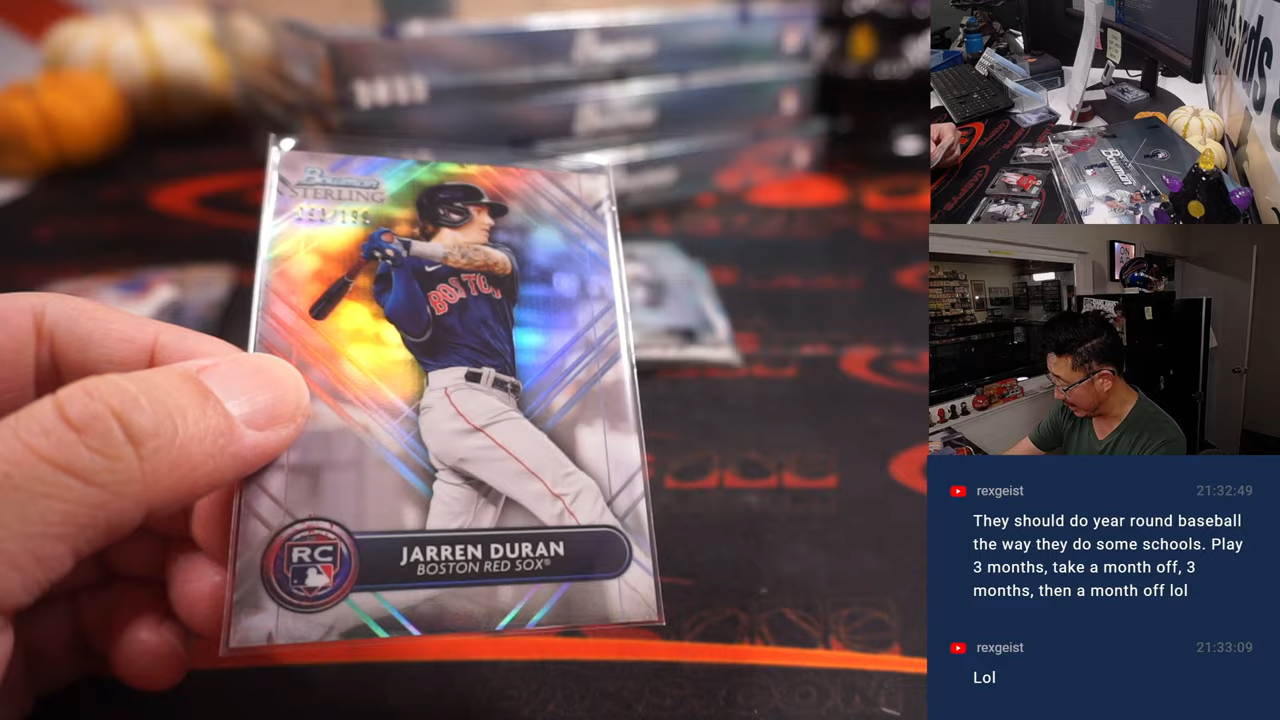 BOWMAN
STERLING
BOSTON
RC
JARREN DURAN
BOSTON RED SOX®
2022
Bowman
rexgeist 21:32:49
They should do year round baseball
the way they do some schools. Play
3 months, take a month off, 3
months, then a month off lol
rexgeist 21:33:09
Lol